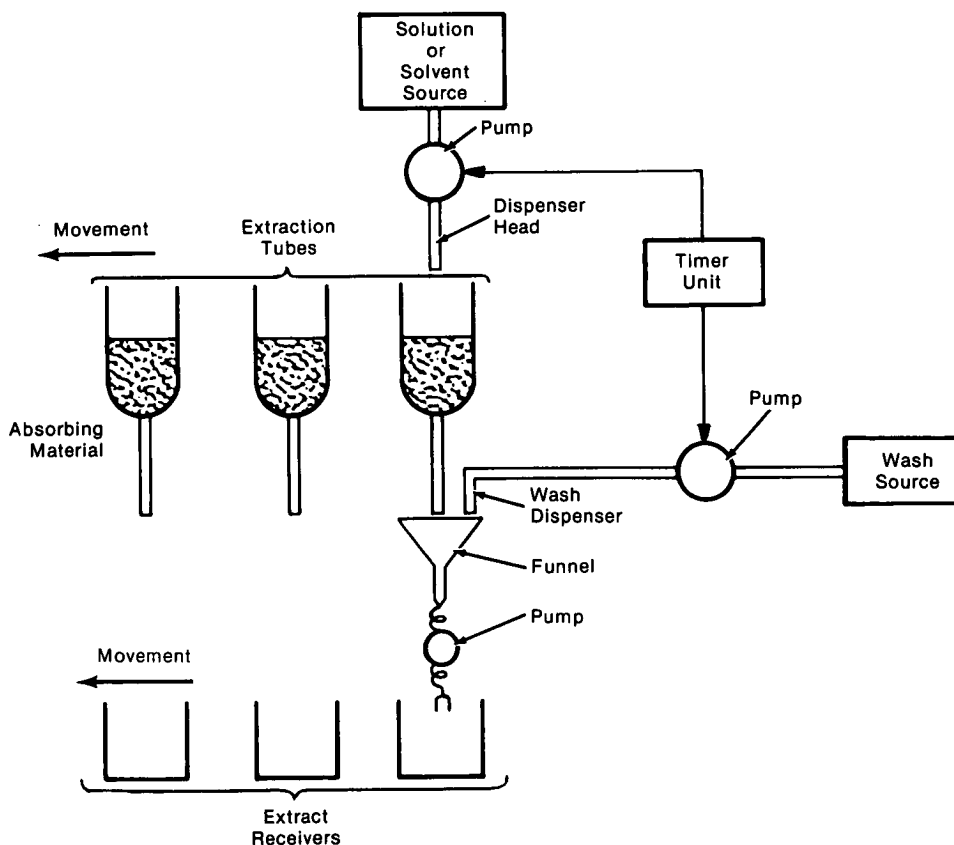 Solution
or
Solvent
Source
Pump
Dispenser
Head
Movement
Extraction
Tubes
Timer
Unit
Absorbing
Material
Pump
Wash
Source
Wash
Dispenser
Funnel
Pump
Movement
Extract
Receivers